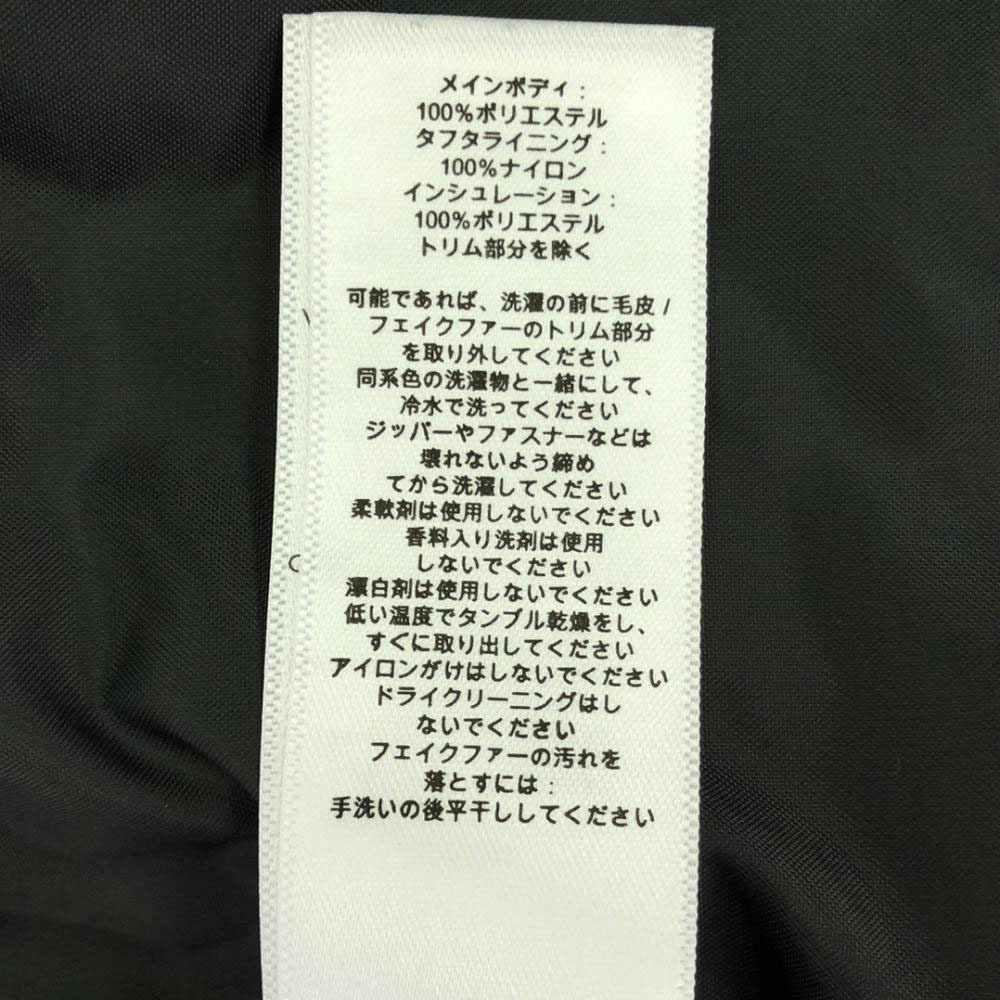 メインボディ：
100%ポリエステル
タフタライニング：
100%ナイロン
インシュレーション：
100%ポリエステル
トリム部分を除く
可能であれば、洗濯の前に毛皮 /
フェイクファーのトリム部分
を取り外してください
同系色の洗濯物と一緒にして、
冷水で洗ってください
ジッパーやファスナーなどは
壊れないよう締め
てから洗濯してください
柔軟剤は使用しないでください
香料入り洗剤は使用
しないでください
漂白剤は使用しないでください
低い温度でタンブル乾燥をし、
すぐに取り出してください
アイロンがけはしないでください
ドライクリーニングはし
ないでください
フェイクファーの汚れを
落とすには：
手洗いの後平干ししてください